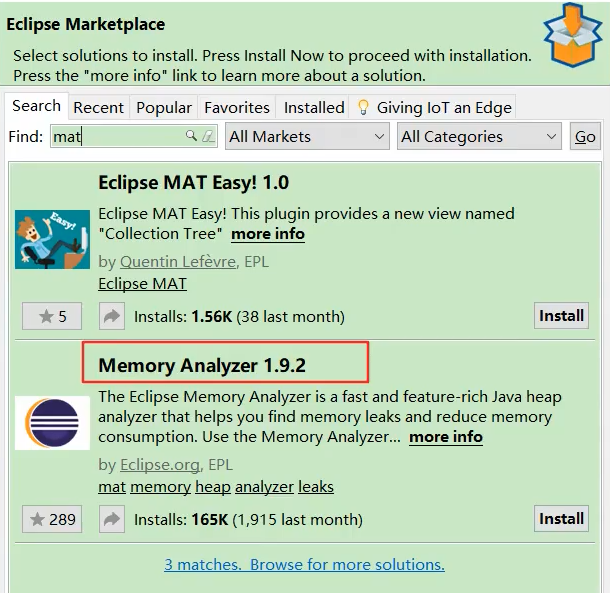 Eclipse Marketplace
Select solutions to install. Press Install Now to proceed with installation.
Press the "more info" link to learn more about a solution.
Search Recent Popular Favorites Installed Giving IoT an Edge
Find: mat All Markets All Categories Go
Eclipse MAT Easy! 1.0
Easy!
Eclipse MAT Easy! This plugin provides a new view named
"Collection Tree" more info
by Quentin Lefèvre, EPL
Eclipse MAT
5 Installs: 1.56K (38 last month) Install
Memory Analyzer 1.9.2
The Eclipse Memory Analyzer is a fast and feature-rich Java heap
analyzer that helps you find memory leaks and reduce memory
consumption. Use the Memory Analyzer... more info
by Eclipse.org, EPL
mat memory heap analyzer leaks
289 Installs: 165K (1,915 last month) Install
3 matches. Browse for more solutions.